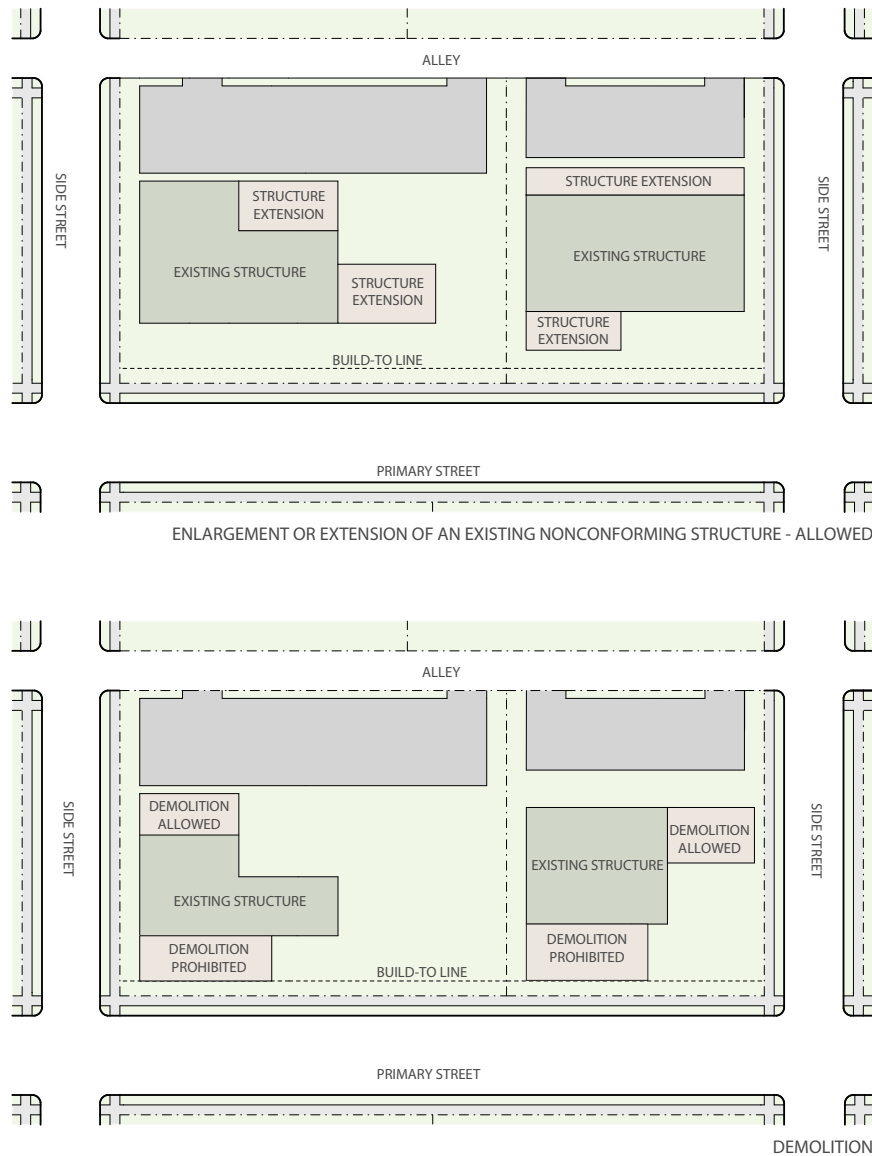 ALLEY
SIDE STREET
SIDE STREET
STRUCTURE
EXTENSION
EXISTING STRUCTURE
STRUCTURE
EXTENSION
STRUCTURE EXTENSION
EXISTING STRUCTURE
STRUCTURE
EXTENSION
BUILD-TO LINE
PRIMARY STREET
ENLARGEMENT OR EXTENSION OF AN EXISTING NONCONFORMING STRUCTURE - ALLOWED
ALLEY
SIDE STREET
SIDE STREET
DEMOLITION
ALLOWED
EXISTING STRUCTURE
DEMOLITION
PROHIBITED
DEMOLITION
ALLOWED
EXISTING STRUCTURE
DEMOLITION
PROHIBITED
BUILD-TO LINE
PRIMARY STREET
DEMOLITION